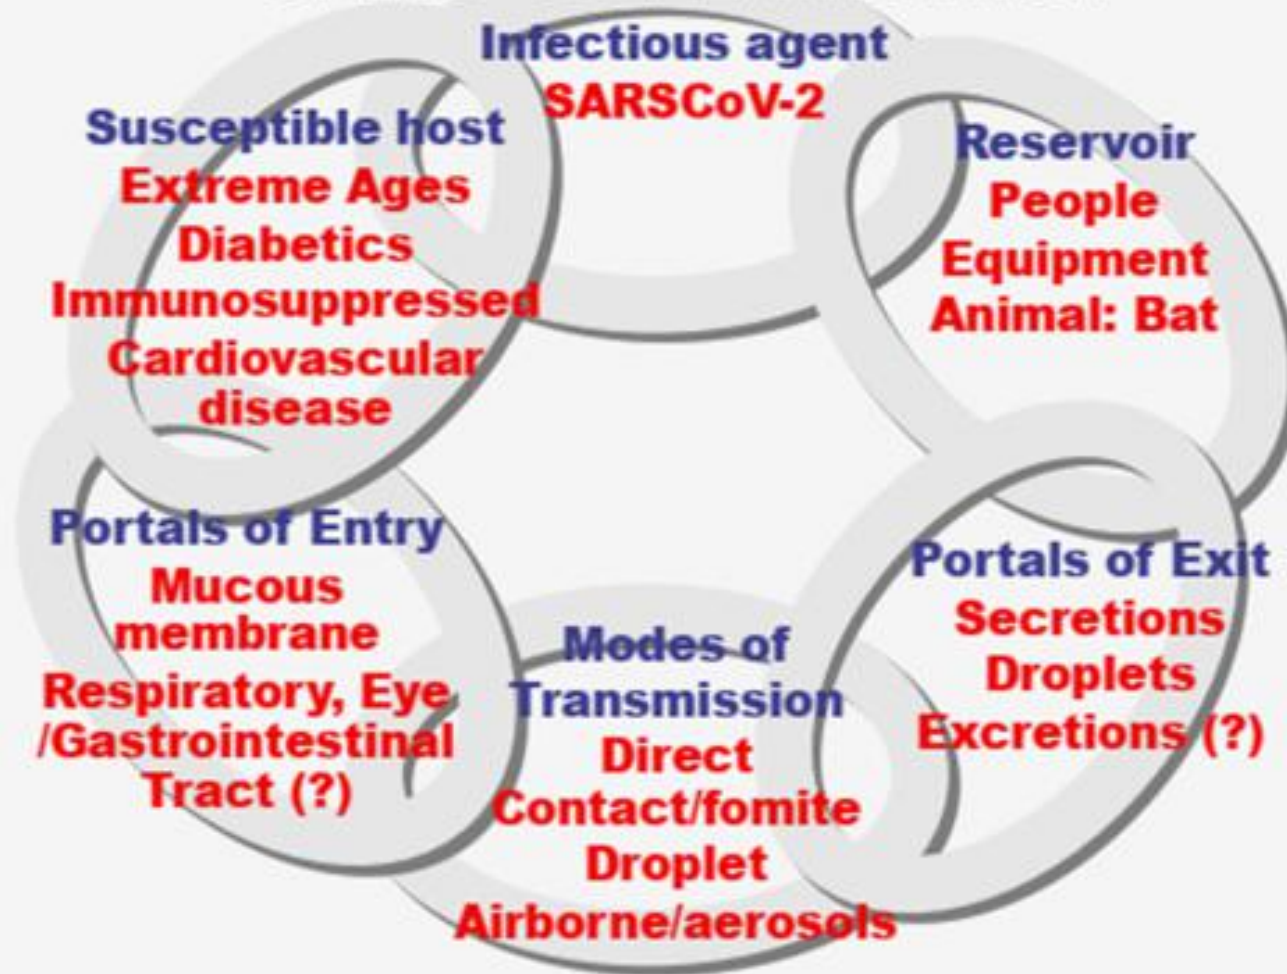 Infectious agent
SARSCoV-2
Reservoir
People
Equipment
Animal: Bat
Portals of Exit
Secretions
Droplets
Excretions (?)
Modes of
Transmission
Direct
Contact/fomite
Droplet
Airborne/aerosols
Portals of Entry
Mucous
membrane
Respiratory, Eye
/Gastrointestinal
Tract (?)
Susceptible host
Extreme Ages
Diabetics
Immunosuppressed
Cardiovascular
disease